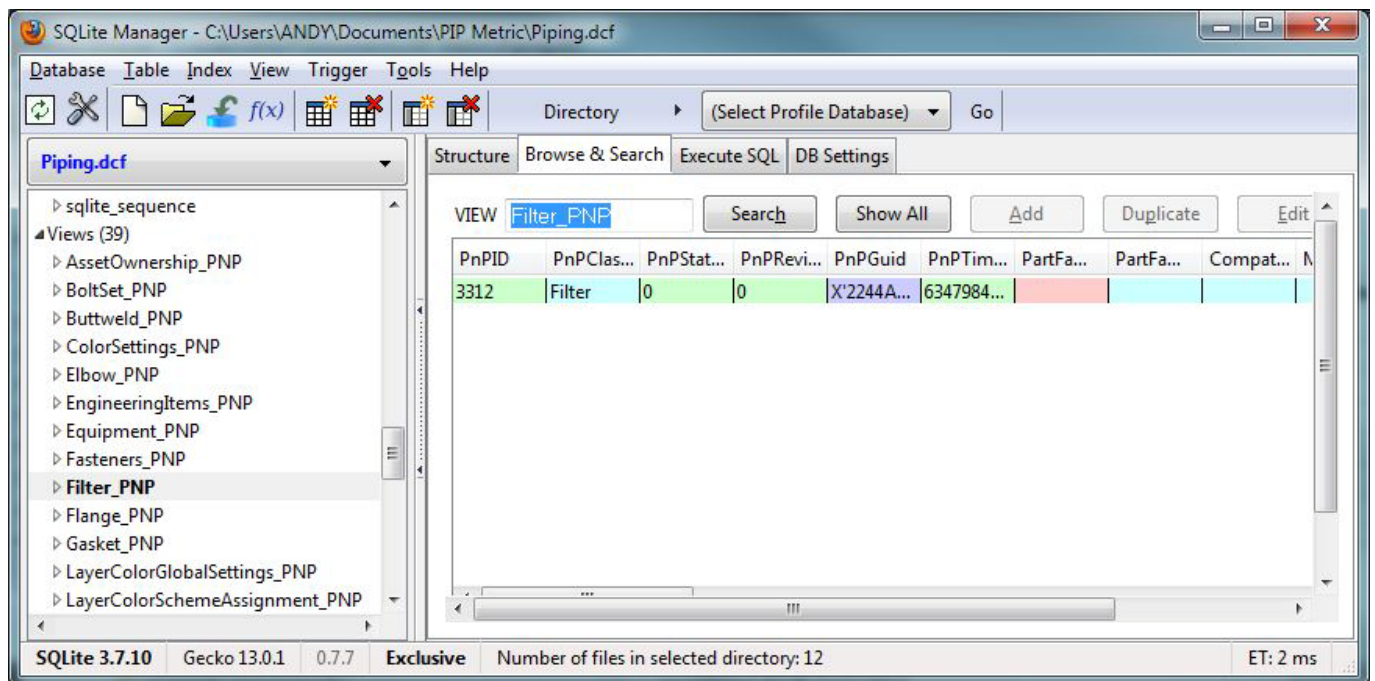 SQLite Manager - C:\Users\ANDY\Documents\PIP Metric\Piping.dcf
Database Table Index View Trigger Tools Help
f(x) Directory (Select Profile Database) Go
Piping.dcf
sqlite_sequence
Views (39)
AssetOwnership_PNP
BoltSet_PNP
Buttweld_PNP
ColorSettings_PNP
Elbow_PNP
EngineeringItems_PNP
Equipment_PNP
Fasteners_PNP
Filter_PNP
Flange_PNP
Gasket_PNP
LayerColorGlobalSettings_PNP
LayerColorSchemeAssignment_PNP
Structure Browse & Search Execute SQL DB Settings
VIEW Filter_PNP Search Show All Add Duplicate Edit
PnPID PnPClas... PnPStat... PnPRevi... PnPGuid PnPTim... PartFa... PartFa... Compat...
3312 Filter 0 0 X'2244A... 6347984...
SQLite 3.7.10 Gecko 13.0.1 0.7.7 Exclusive Number of files in selected directory: 12 ET: 2 ms